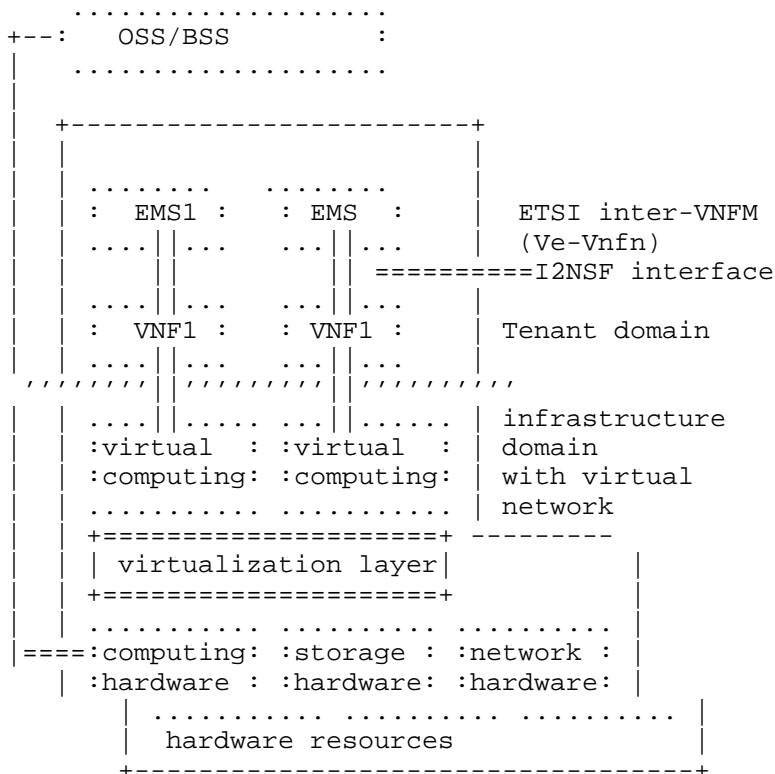 OSS/BSS
EMS1 EMS ETSI inter-VNFM
(Ve-Vnfn)
==========I2NSF interface
VNF1 VNF1 Tenant domain
infrastructure
virtual virtual domain
computing computing with virtual
network
virtualization layer
computing storage network
hardware hardware hardware
hardware resources